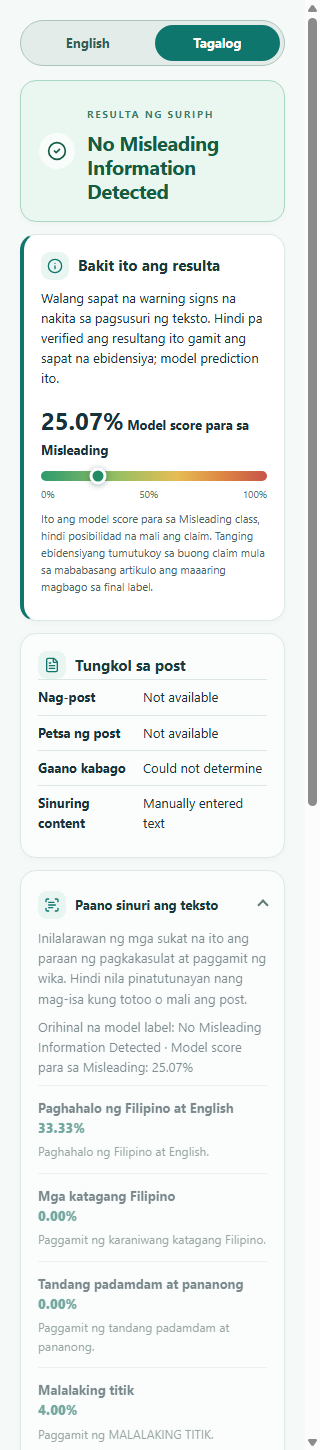 English
Tagalog
RESULTA NG SURIPH
No Misleading
Information
Detected
Bakit ito ang resulta
Walang sapat na warning signs na
nakita sa pagsusuri ng teksto. Hindi pa
verified ang resultang ito gamit ang
sapat na ebidensiya; model prediction
ito.
25.07% Model score para sa
Misleading
0%
50%
100%
Ito ang model score para sa Misleading class,
hindi posibilidad na mali ang claim. Tanging
ebidensiyang tumutukoy sa buong claim mula
sa mababasang artikulo ang maaaring
magbago sa final label.
Tungkol sa post
Nag-post
Not available
Petsa ng post
Not available
Gaano kabago
Could not determine
Sinuring
content
Manually entered
text
Paano sinuri ang teksto
Inilalarawan ng mga sukat na ito ang
paraan ng pagkakasulat at paggamit ng
wika. Hindi nila pinatutunayan nang
mag-isa kung totoo o mali ang post.
Orihinal na model label: No Misleading
Information Detected · Model score
para sa Misleading: 25.07%
Paghahalo ng Filipino at English
33.33%
Paghahalo ng Filipino at English.
Mga katagang Filipino
0.00%
Paggamit ng karaniwang katagang Filipino.
Tandang padamdam at pananong
0.00%
Paggamit ng tandang padamdam at
pananong.
Malalaking titik
4.00%
Paggamit ng MALALAKING TITIK.